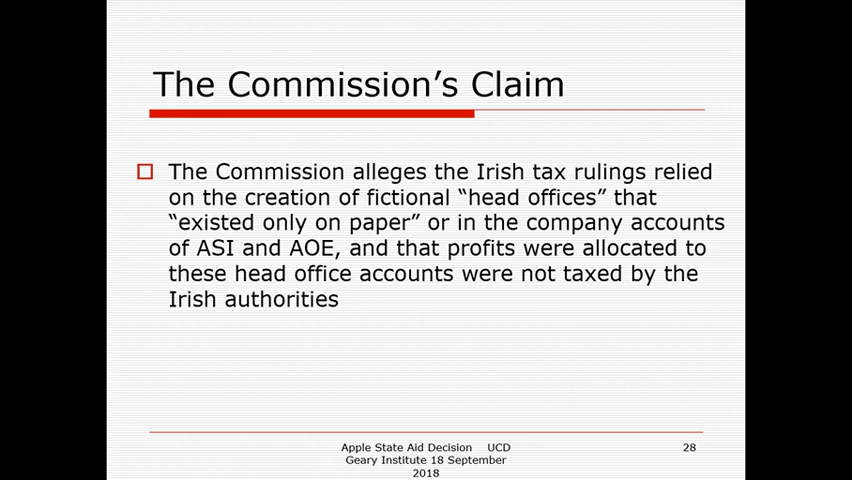 The Commission’s Claim
The Commission alleges the Irish tax rulings relied
on the creation of fictional “head offices” that
“existed only on paper” or in the company accounts
of ASI and AOE, and that profits were allocated to
these head office accounts were not taxed by the
Irish authorities
Apple State Aid Decision UCD
Geary Institute 18 September
2018
28